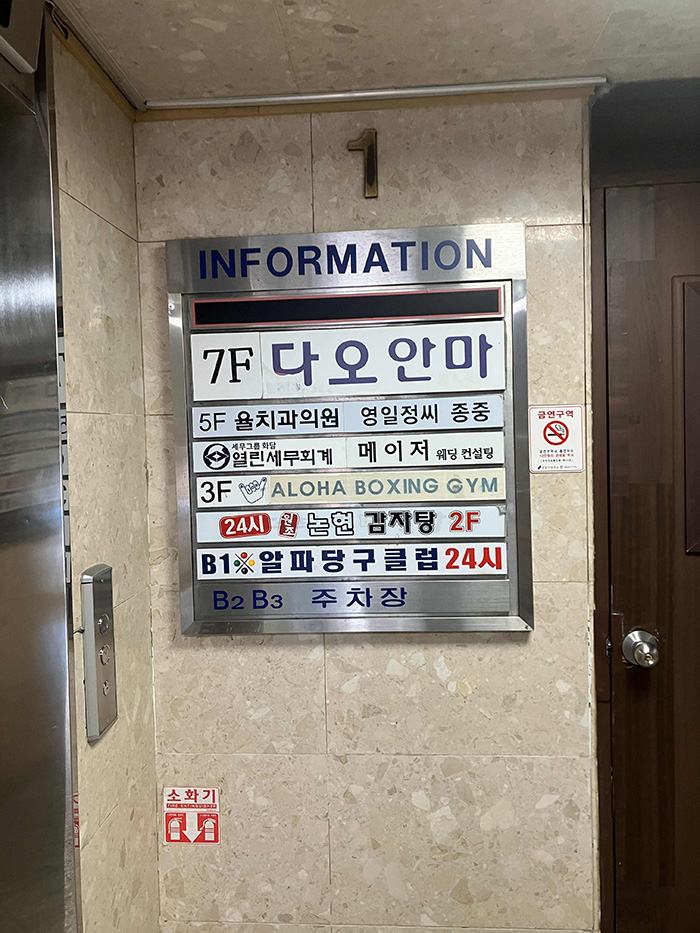 1
INFORMATION
7F 다오안마
5F 율치과의원 영일정씨 종중
세무그룹 화담
열린세무회계 메이저 웨딩 컨설팅
3F ALOHA BOXING GYM
24시 원조 논현 감자탕 2F
B1 알파당구클럽 24시
B2 B3 주차장
금연구역
소화기
FIRE EXTINGUISHER